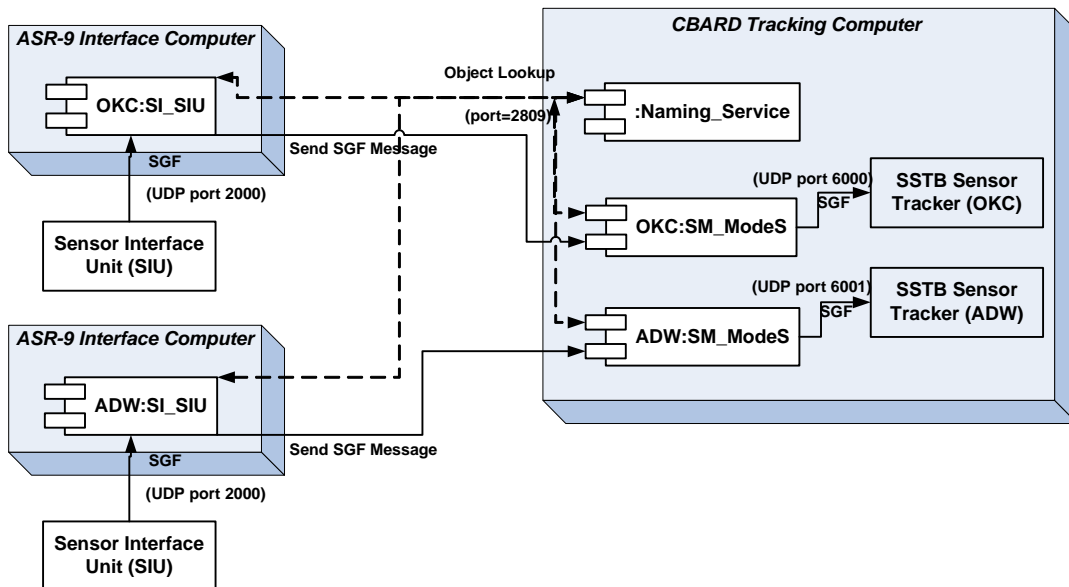 ASR-9 Interface Computer
OKC:SI_SIU
SGF
(UDP port 2000)
Sensor Interface
Unit (SIU)
Object Lookup
(port=2809)
Send SGF Message
CBARD Tracking Computer
:Naming_Service
OKC:SM_ModeS
(UDP port 6000)
SGF
SSTB Sensor
Tracker (OKC)
ADW:SM_ModeS
(UDP port 6001)
SGF
SSTB Sensor
Tracker (ADW)
ASR-9 Interface Computer
ADW:SI_SIU
SGF
Send SGF Message
(UDP port 2000)
Sensor Interface
Unit (SIU)